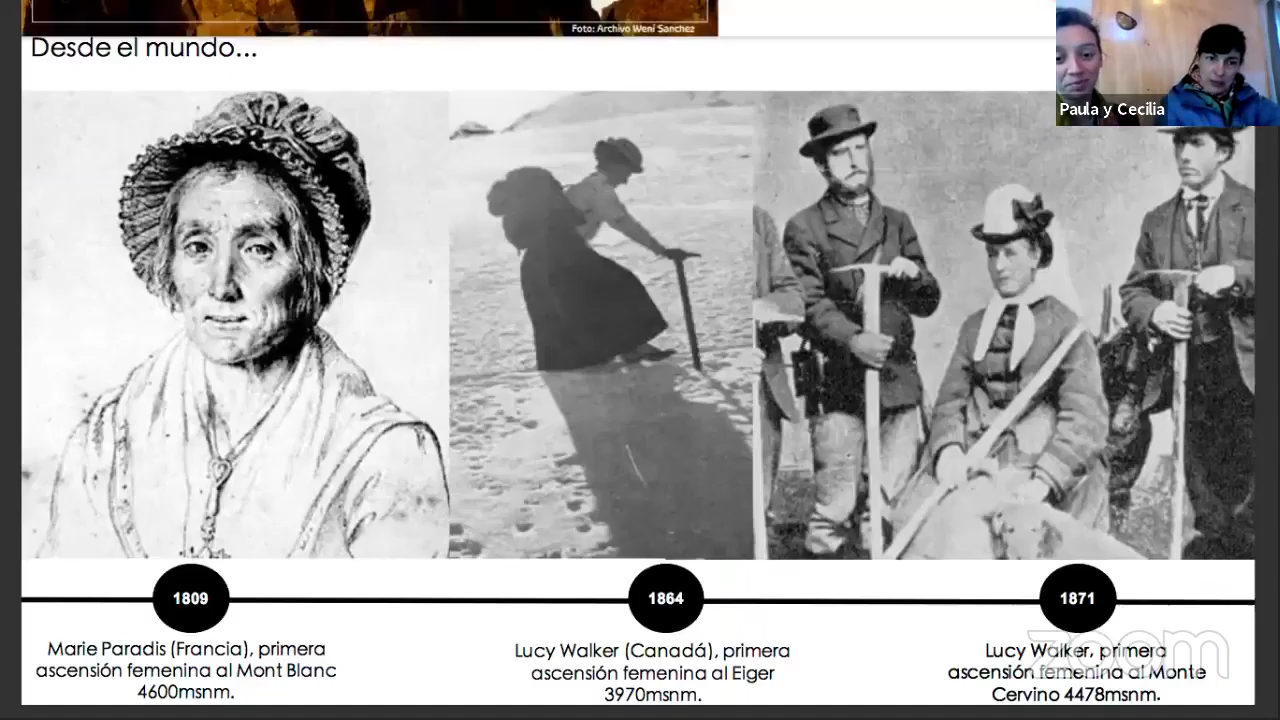 Foto: Archivo Weni Sanchez
Desde el mundo...
Paula y Cecilia
1809
Marie Paradis (Francia), primera
ascensión femenina al Mont Blanc
4600msnm.
1864
Lucy Walker (Canadá), primera
ascensión femenina al Eiger
3970msnm.
1871
Lucy Walker, primera
ascensión femenina al Monte
Cervino 4478msnm.
zoom